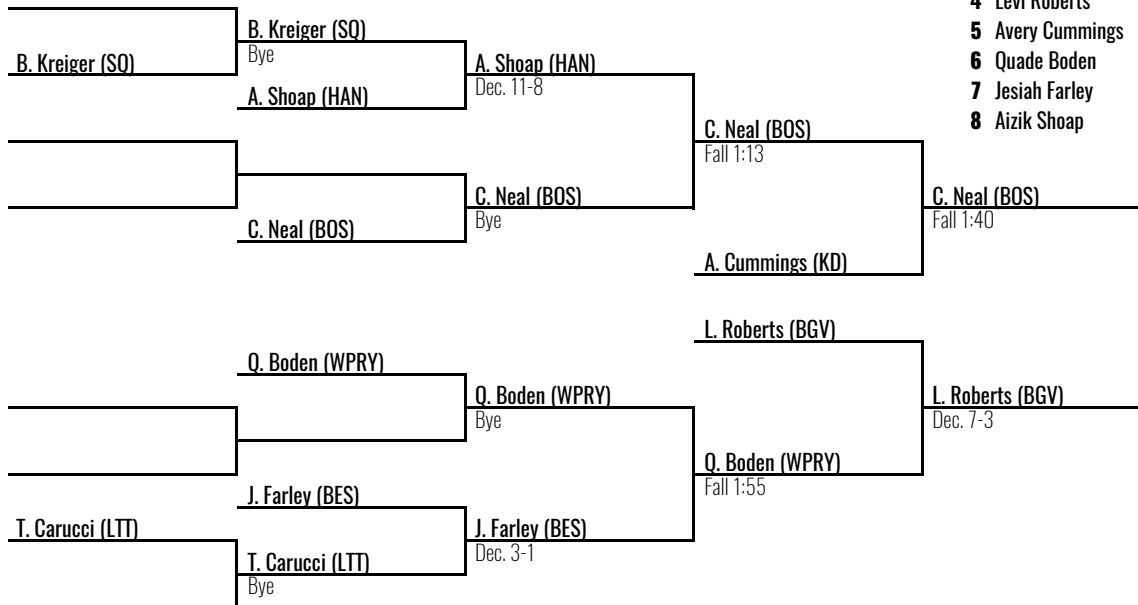 4 Levi Roberts
5 Avery Cummings
6 Quade Boden
7 Jesiah Farley
8 Aizik Shoap
B. Kreiger (SQ)
B. Kreiger (SQ)
Bye
A. Shoap (HAN)
A. Shoap (HAN)
Dec. 11-8
C. Neal (BOS)
Fall 1:13
C. Neal (BOS)
Bye
C. Neal (BOS)
C. Neal (BOS)
Fall 1:40
A. Cummings (KD)
L. Roberts (BGV)
Q. Boden (WPRY)
Q. Boden (WPRY)
Bye
L. Roberts (BGV)
Dec. 7-3
Q. Boden (WPRY)
Fall 1:55
J. Farley (BES)
T. Carucci (LTT)
J. Farley (BES)
Dec. 3-1
T. Carucci (LTT)
Bye